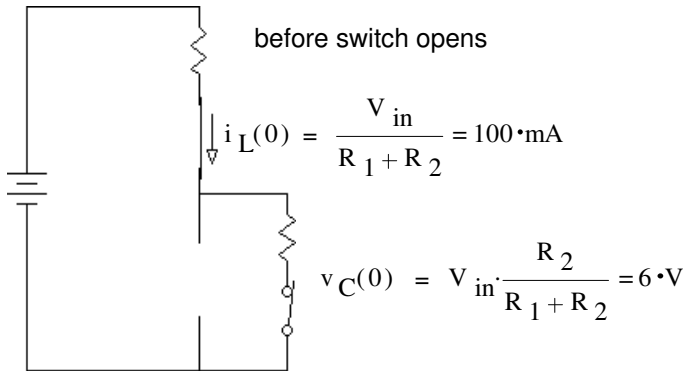 before switch opens
i L(0) = V in / R 1 + R 2 = 100•mA
v C(0) = V in· R 2 / R 1 + R 2 = 6•V